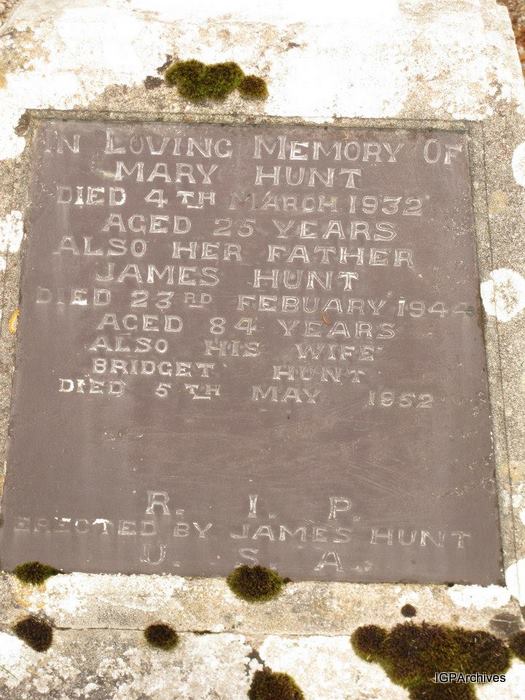 IN LOVING MEMORY OF
MARY HUNT
DIED 4TH MARCH 1932
AGED 25 YEARS
ALSO HER FATHER
JAMES HUNT
DIED 23RD FEBUARY 1944
AGED 84 YEARS
ALSO HIS WIFE
BRIDGET HUNT
DIED 5TH MAY 1952
R. I. P.
ERECTED BY JAMES HUNT
U. S. A.
IGPArchives